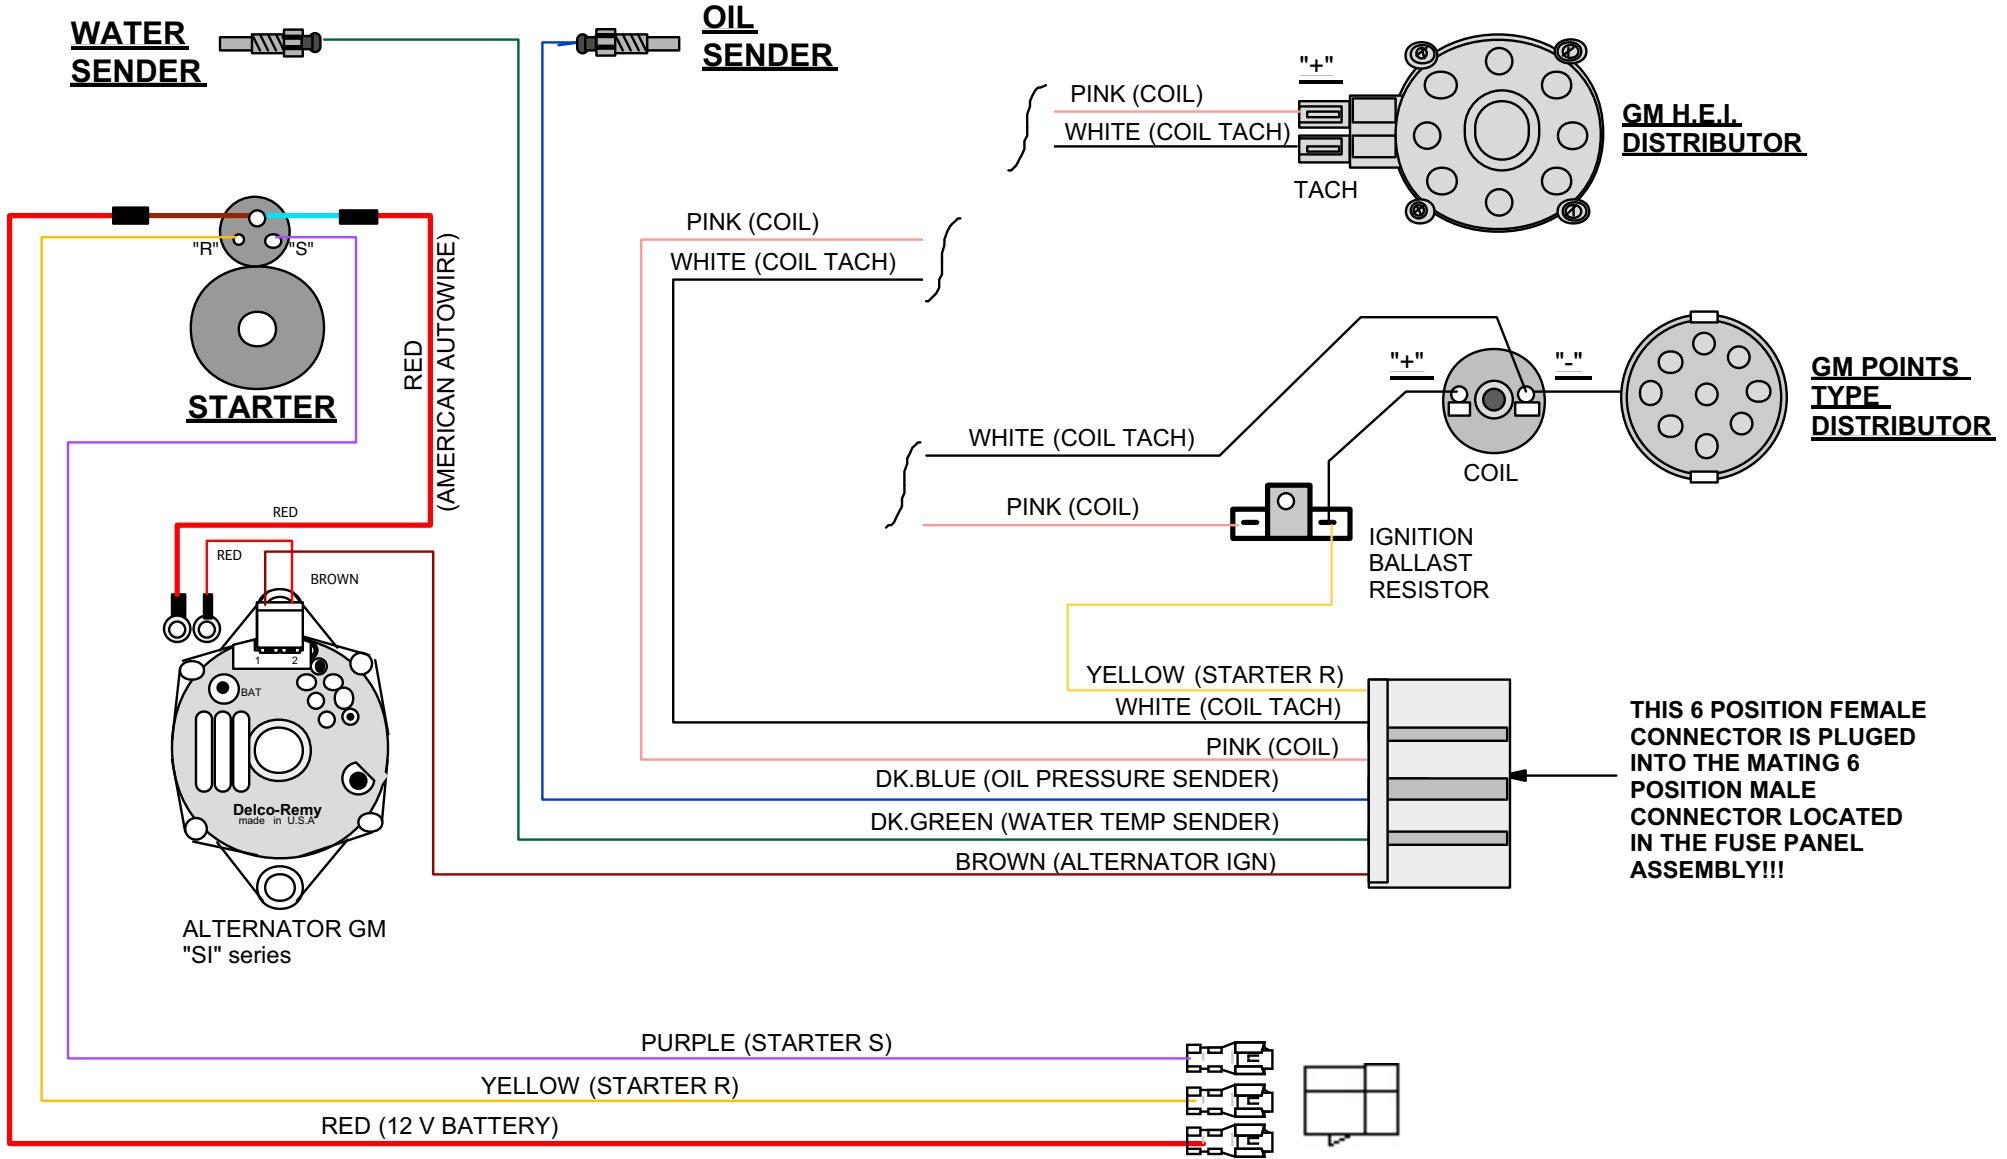 WATER
SENDER
OIL
SENDER
"+"
PINK (COIL)
WHITE (COIL TACH)
TACH
GM H.E.I.
DISTRIBUTOR
"R"
"S"
STARTER
RED
(AMERICAN AUTOWIRE)
PINK (COIL)
WHITE (COIL TACH)
"+"
"-"
COIL
GM POINTS
TYPE
DISTRIBUTOR
WHITE (COIL TACH)
PINK (COIL)
IGNITION
BALLAST
RESISTOR
RED
RED
BROWN
1
2
BAT
Delco-Remy
made in U.S.A
ALTERNATOR GM
"SI" series
YELLOW (STARTER R)
WHITE (COIL TACH)
PINK (COIL)
DK.BLUE (OIL PRESSURE SENDER)
DK.GREEN (WATER TEMP SENDER)
BROWN (ALTERNATOR IGN)
THIS 6 POSITION FEMALE
CONNECTOR IS PLUGED
INTO THE MATING 6
POSITION MALE
CONNECTOR LOCATED
IN THE FUSE PANEL
ASSEMBLY!!!
PURPLE (STARTER S)
YELLOW (STARTER R)
RED (12 V BATTERY)